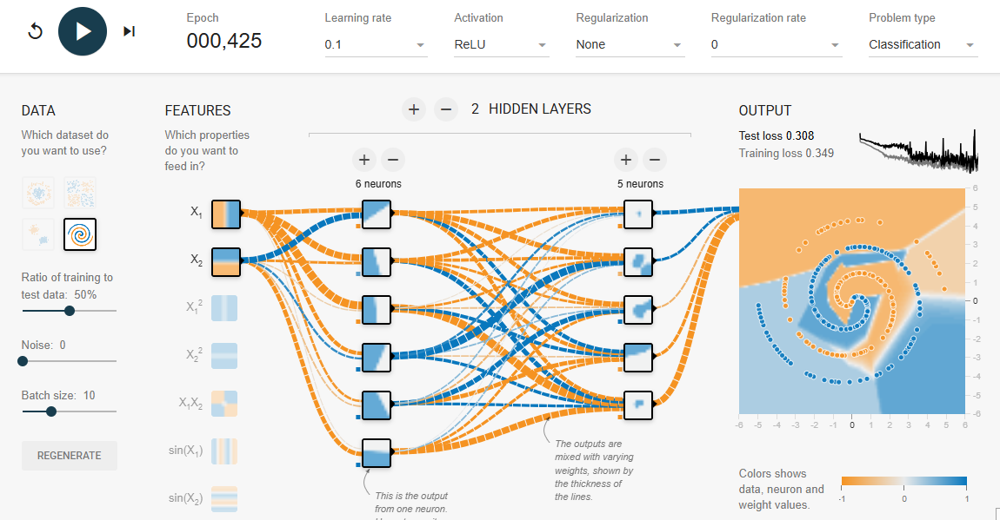 Epoch
000,425
Learning rate
0.1
Activation
ReLU
Regularization
None
Regularization rate
0
Problem type
Classification
DATA
Which dataset do
you want to use?
Ratio of training to
test data: 50%
Noise: 0
Batch size: 10
REGENERATE
FEATURES
Which properties
do you want to
feed in?
X1
X2
X1²
X2²
X1X2
sin(X1)
sin(X2)
+ − 2 HIDDEN LAYERS
+ −
6 neurons
+ −
5 neurons
This is the output
from one neuron.
The outputs are
mixed with varying
weights, shown by
the thickness of
the lines.
OUTPUT
Test loss 0.308
Training loss 0.349
6
5
4
3
2
1
0
-1
-2
-3
-4
-5
-6
-6 -5 -4 -3 -2 -1 0 1 2 3 4 5 6
Colors shows
data, neuron and
weight values.
-1 0 1